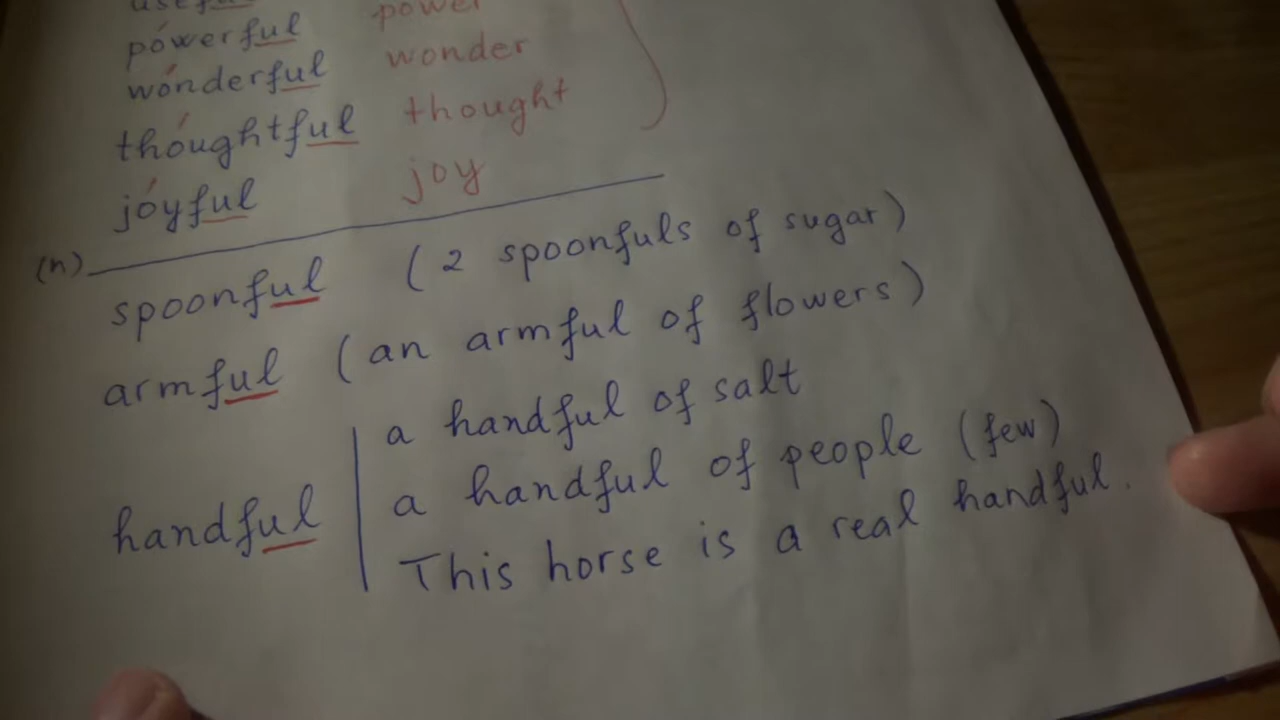 useful power
powerful wonder
wonderful thought
thoughtful joy
joyful
(n)
spoonful (2 spoonfuls of sugar)
armful (an armful of flowers)
a handful of salt
handful a handful of people (few)
This horse is a real handful.